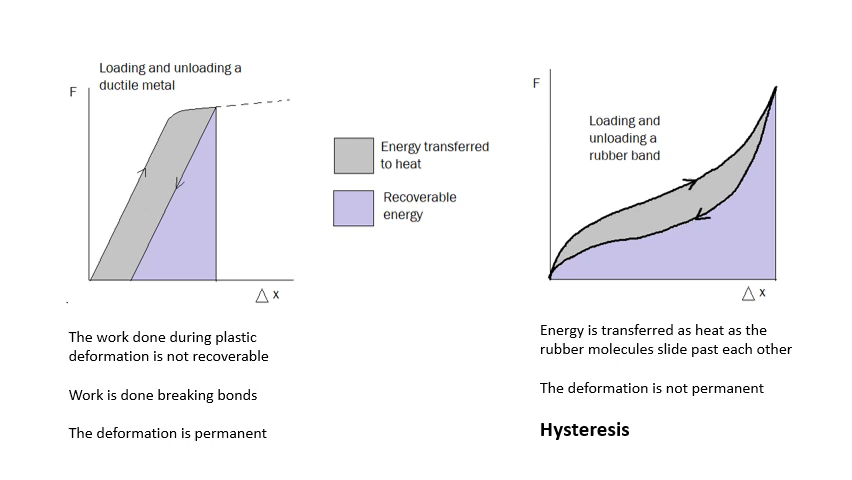 Loading and unloading a
ductile metal
F
Δ x
Energy transferred
to heat
Recoverable
energy
F
Loading and
unloading a
rubber band
Δ x
The work done during plastic
deformation is not recoverable
Work is done breaking bonds
The deformation is permanent
Energy is transferred as heat as the
rubber molecules slide past each other
The deformation is not permanent
Hysteresis